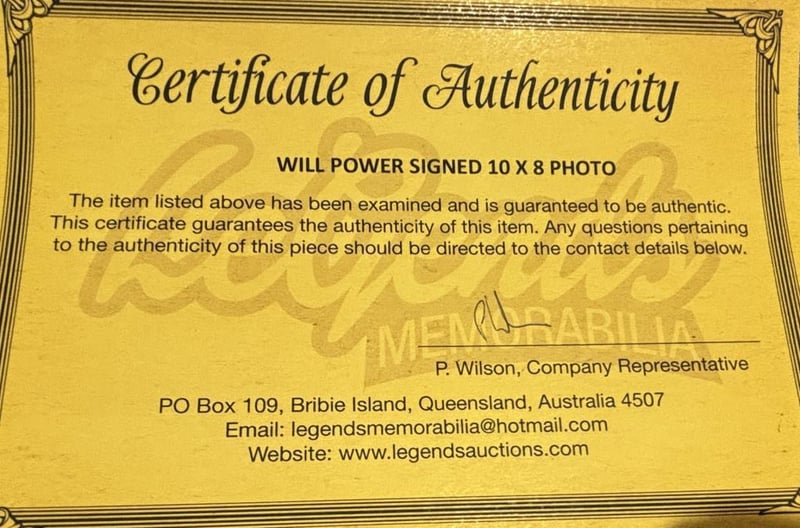 Certificate of Authenticity
WILL POWER SIGNED 10 X 8 PHOTO
The item listed above has been examined and is guaranteed to be authentic.
This certificate guarantees the authenticity of this item. Any questions pertaining
to the authenticity of this piece should be directed to the contact details below.
Legends
MEMORABILIA
P. Wilson, Company Representative
PO Box 109, Bribie Island, Queensland, Australia 4507
Email: legendsmemorabilia@hotmail.com
Website: www.legendsauctions.com